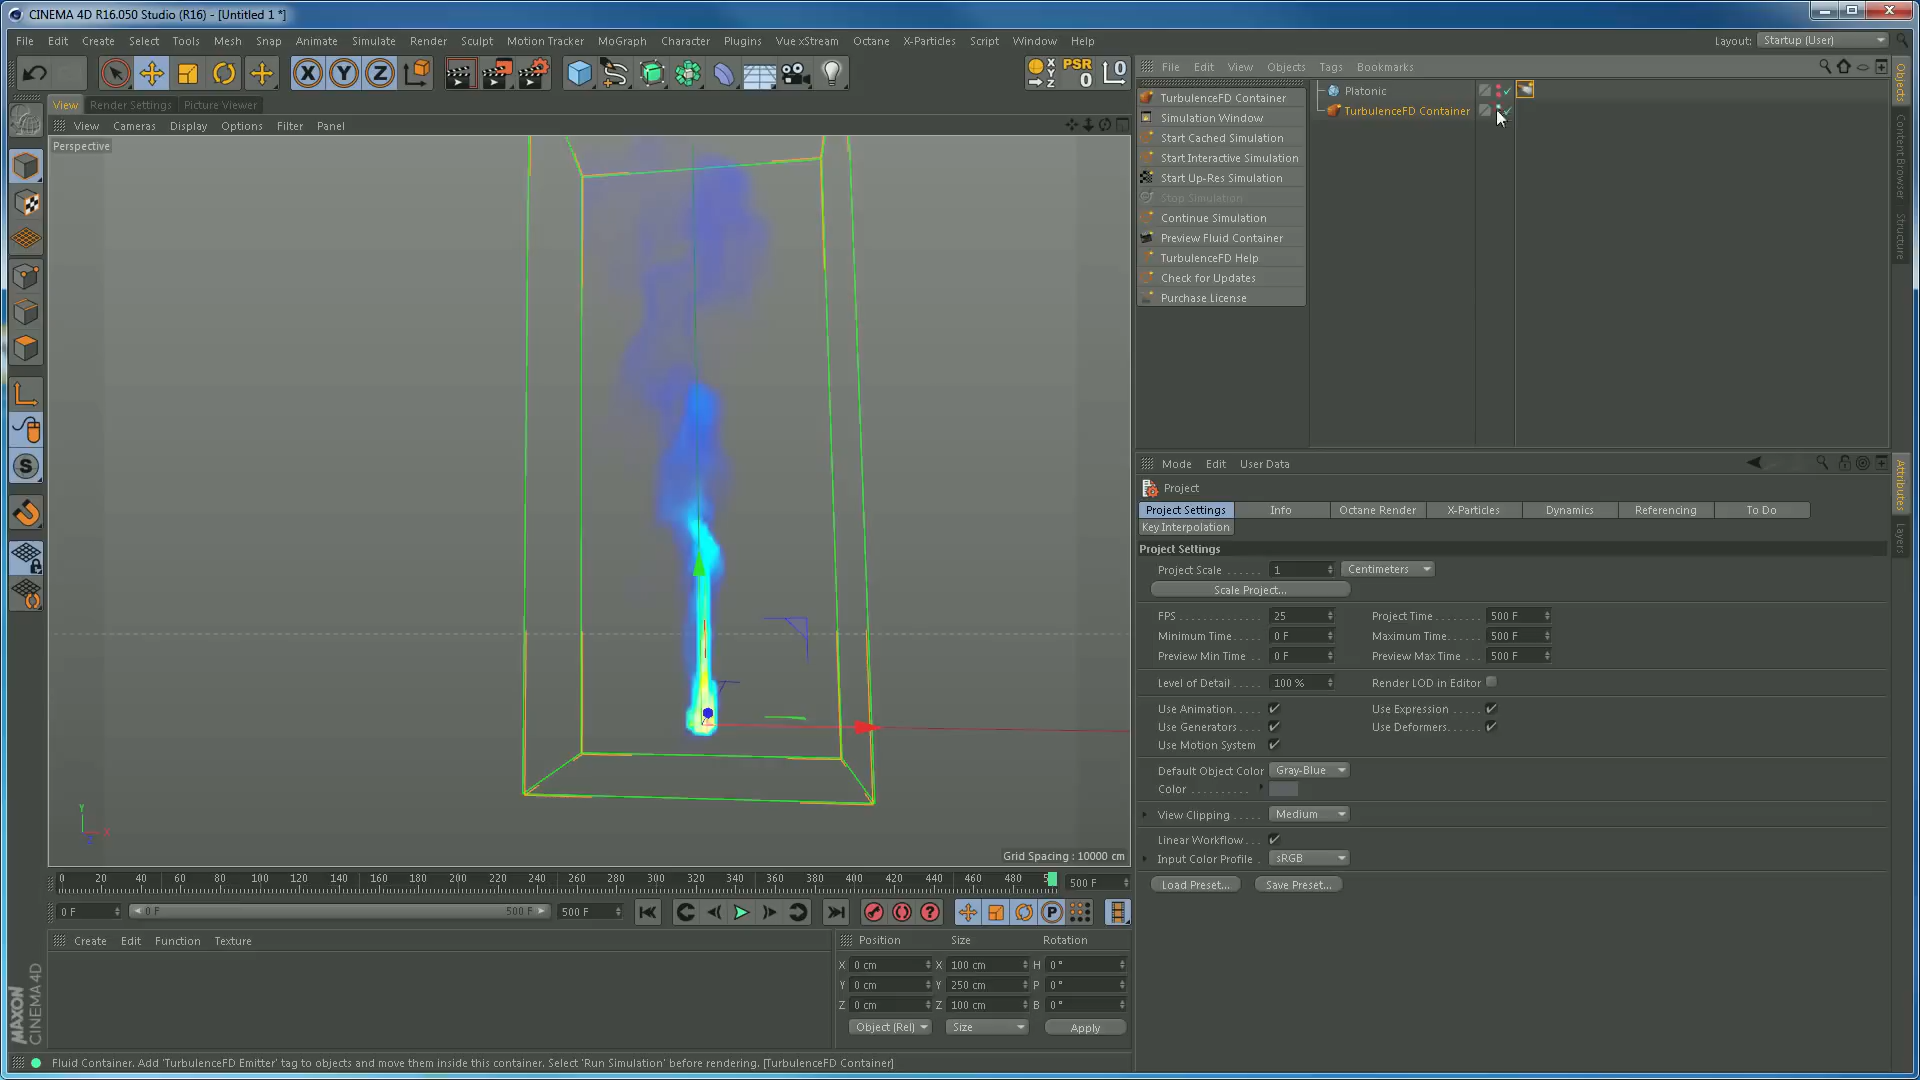 CINEMA 4D R16.050 Studio (R16) - [Untitled 1 *]
File Edit Create Select Tools Mesh Snap Animate Simulate Render Sculpt Motion Tracker MoGraph Character Plugins Vue xStream Octane X-Particles Script Window Help
Layout: Startup (User)
X Y Z PSR 0
View Render Settings Picture Viewer
View Cameras Display Options Filter Panel
Perspective
Grid Spacing : 10000 cm
File Edit View Objects Tags Bookmarks
TurbulenceFD Container
Simulation Window
Start Cached Simulation
Start Interactive Simulation
Start Up-Res Simulation
Stop Simulation
Continue Simulation
Preview Fluid Container
TurbulenceFD Help
Check for Updates
Purchase License
Platonic
TurbulenceFD Container
Objects
Content Browser
Structure
Attributes
Layers
Mode Edit User Data
Project
Project Settings Info Octane Render X-Particles Dynamics Referencing To Do
Key Interpolation
Project Settings
Project Scale 1 Centimeters
Scale Project...
FPS 25 Project Time 500 F
Minimum Time 0 F Maximum Time 500 F
Preview Min Time 0 F Preview Max Time 500 F
Level of Detail 100 % Render LOD in Editor
Use Animation Use Expression
Use Generators Use Deformers
Use Motion System
Default Object Color Gray-Blue
Color
View Clipping Medium
Linear Workflow
Input Color Profile sRGB
Load Preset... Save Preset...
0 20 40 60 80 100 120 140 160 180 200 220 240 260 280 300 320 340 360 380 400 420 440 460 480 500 F
0 F 0 F 500 F 500 F
Create Edit Function Texture
Position Size Rotation
X 0 cm X 100 cm H 0 °
Y 0 cm Y 250 cm P 0 °
Z 0 cm Z 100 cm B 0 °
Object (Rel) Size Apply
MAXON CINEMA 4D
Fluid Container. Add 'TurbulenceFD Emitter' tag to objects and move them inside this container. Select 'Run Simulation' before rendering. [TurbulenceFD Container]